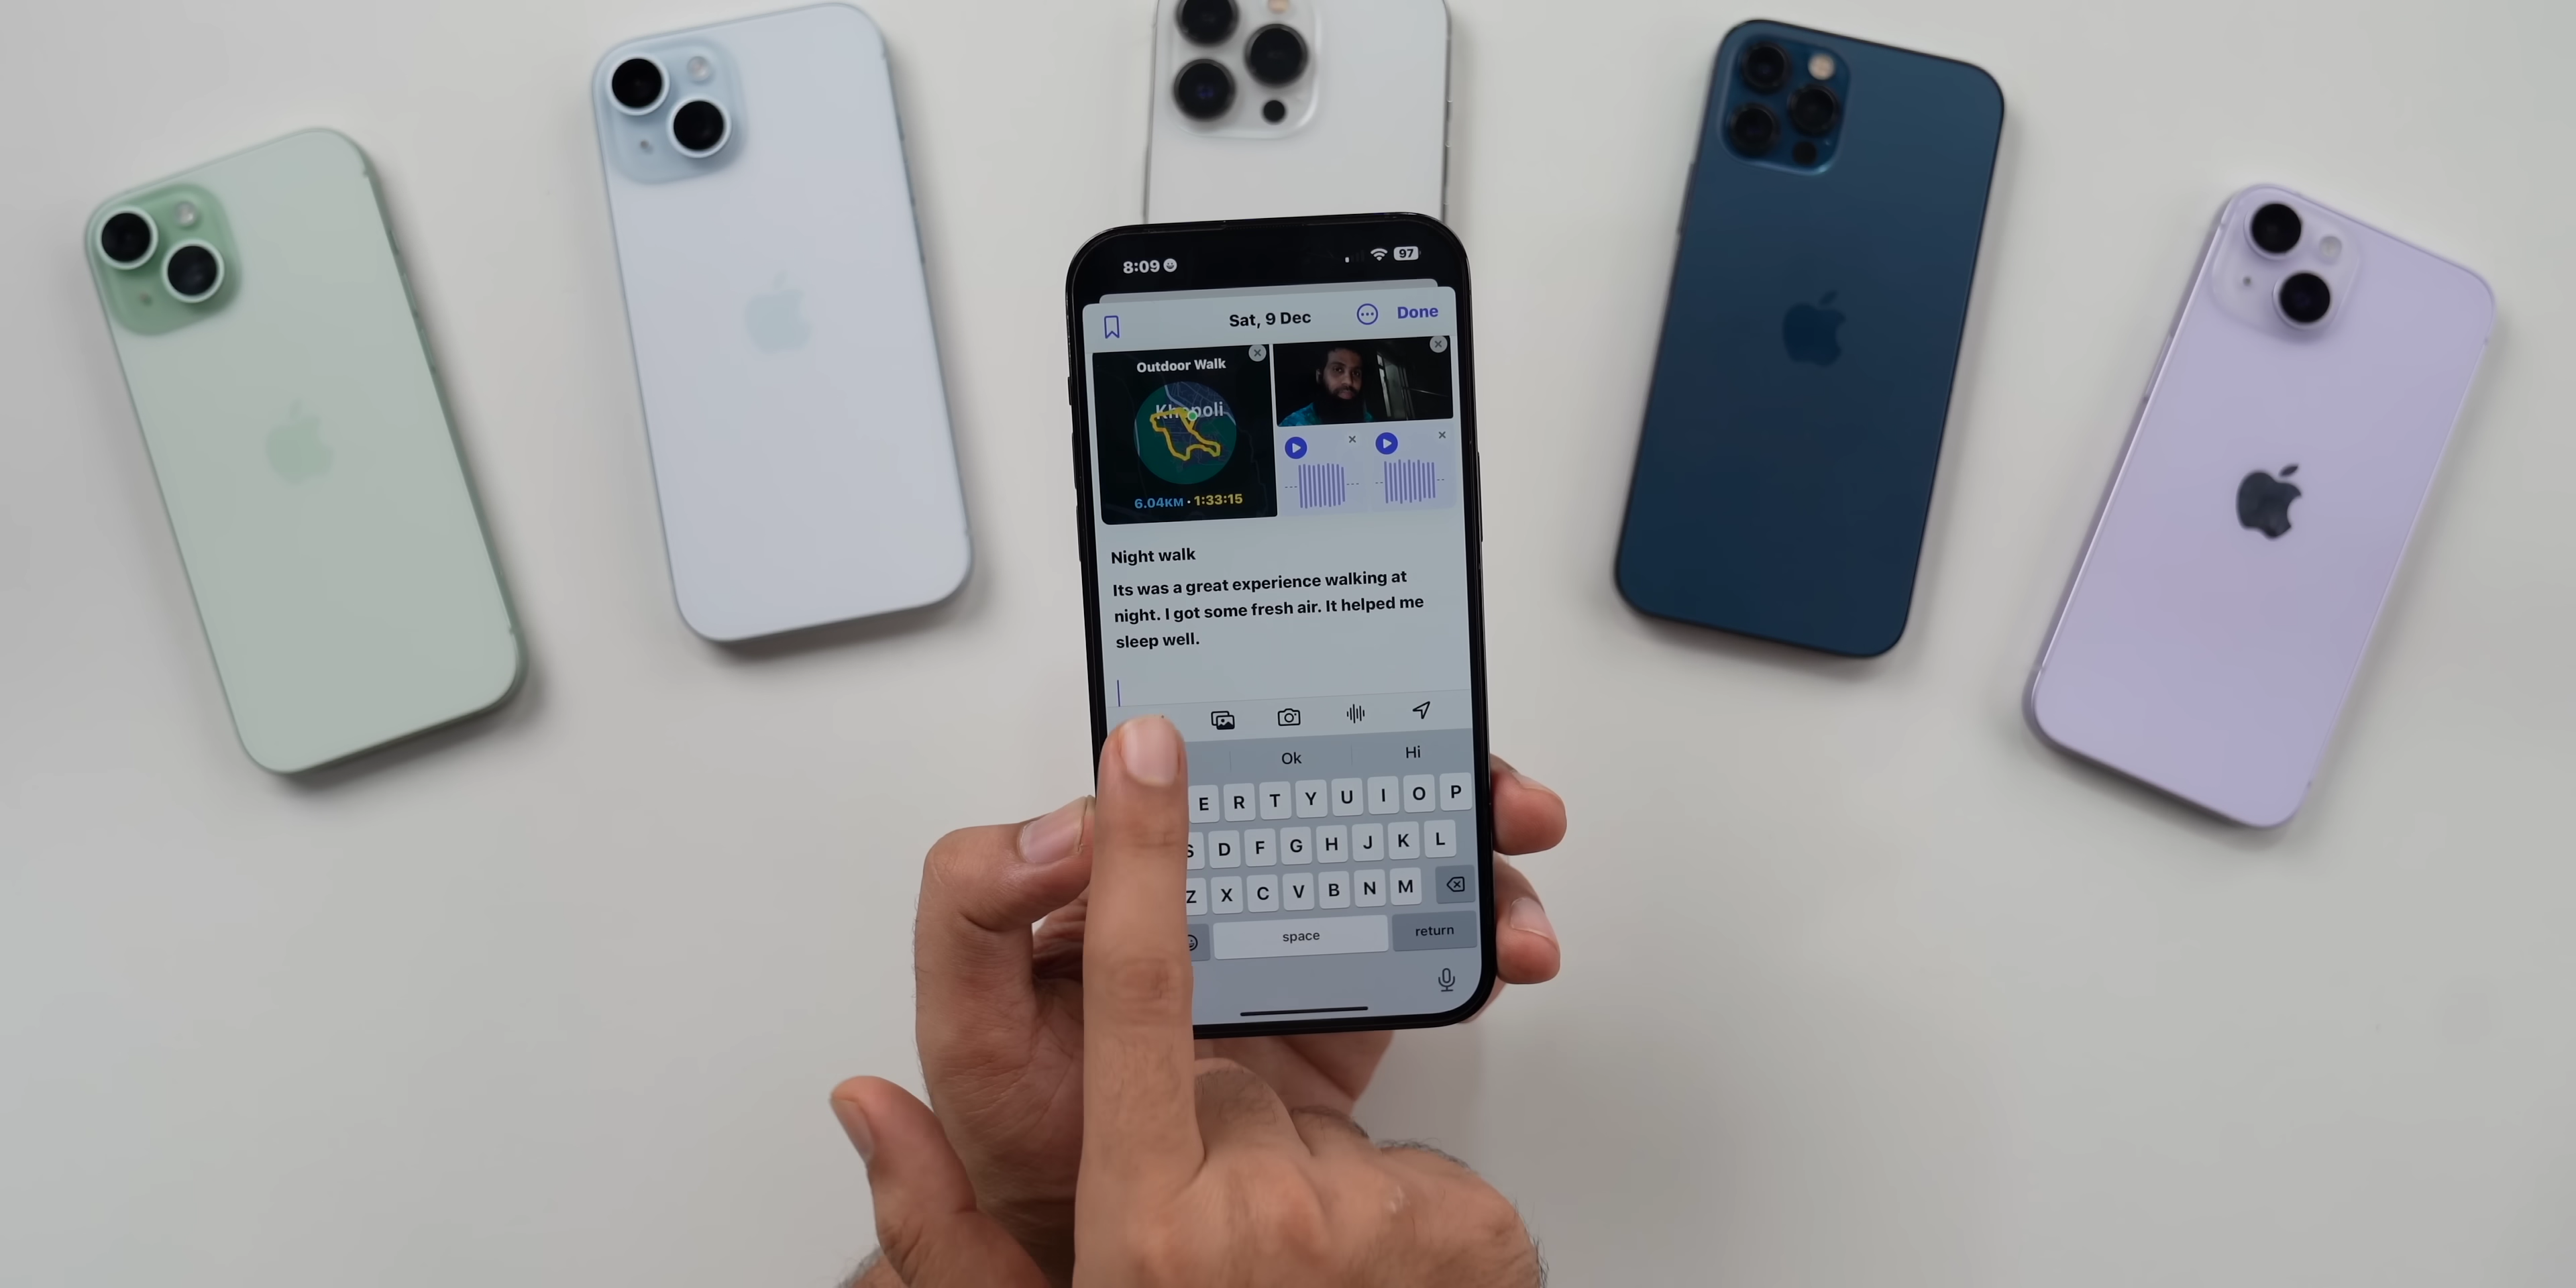 8:09
97
Sat, 9 Dec
Done
Outdoor Walk
Khopoli
6.04KM · 1:33:15
Night walk
Its was a great experience walking at
night. I got some fresh air. It helped me
sleep well.
Ok
Hi
E R T Y U I O P
S D F G H J K L
Z X C V B N M
space
return